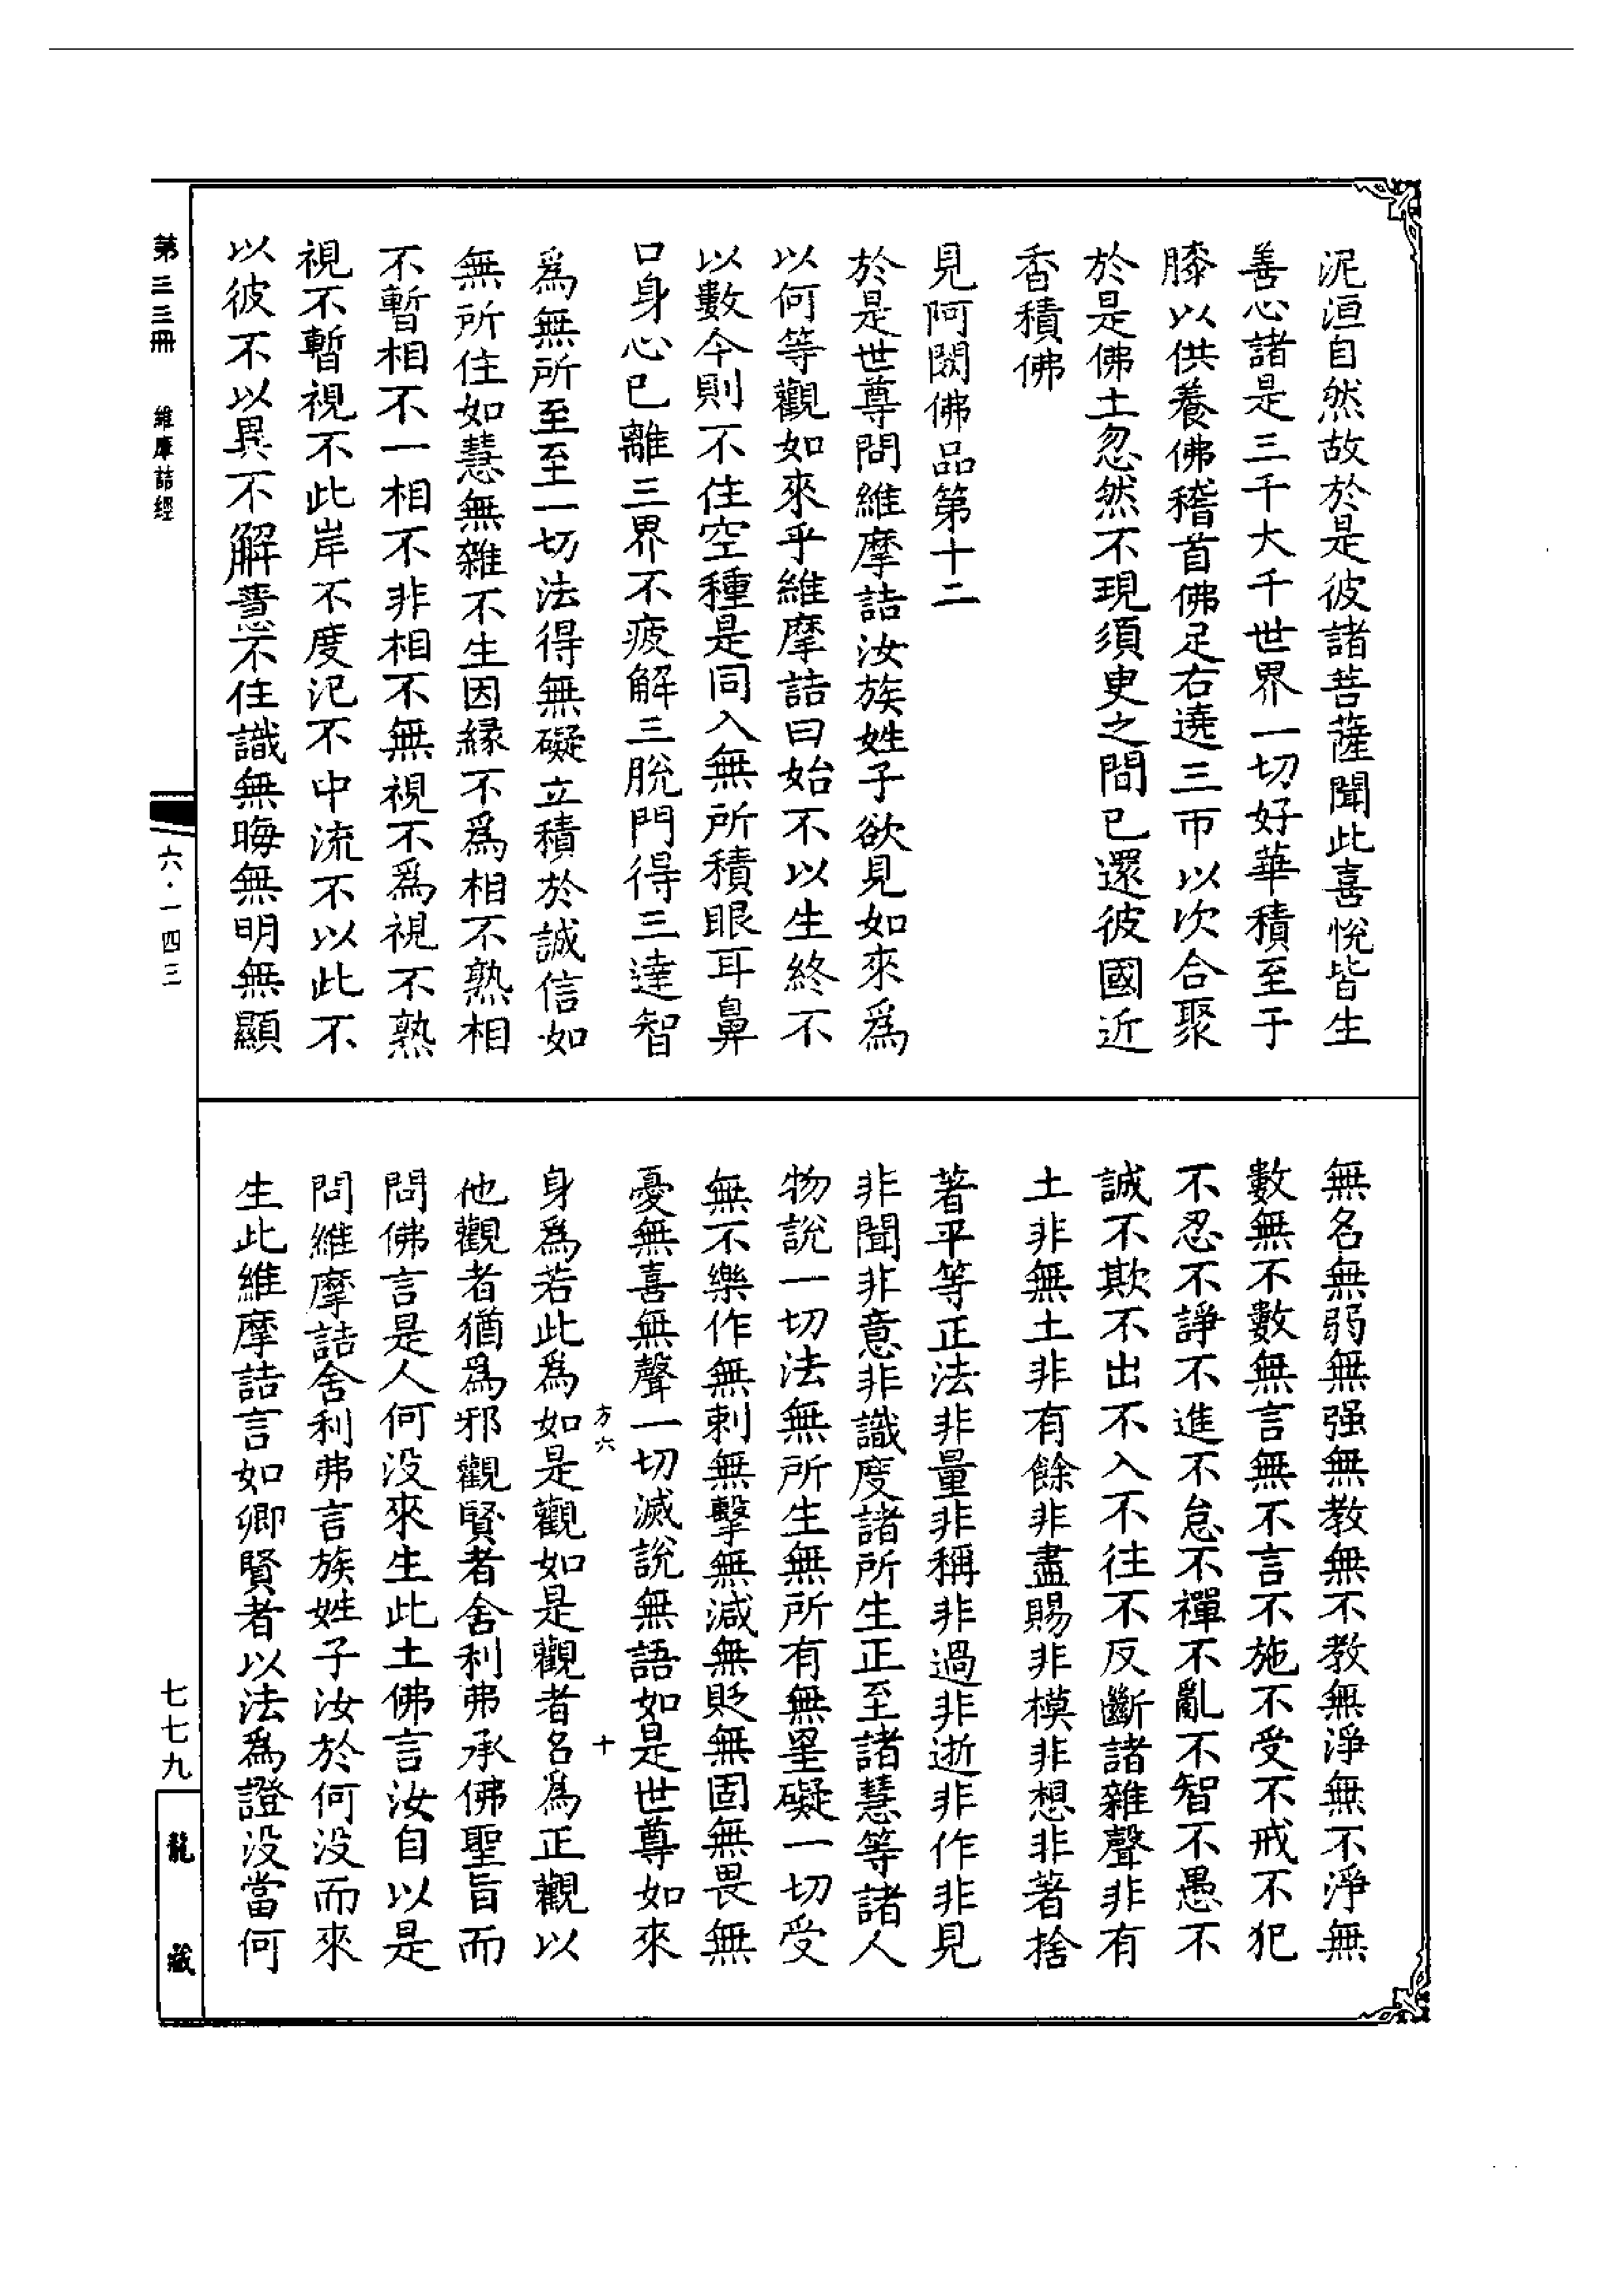 泥洹自然故於是彼諸菩薩聞此喜悅皆生
善心諸是三千大千世界一切好華積至于
膝以供養佛稽首佛足右遶三帀以次合聚
於是佛土忽然不現須臾之間已還彼國近
香積佛
見阿閦佛品第十二
於是世尊問維摩詰汝族姓子欲見如來爲
以何等觀如來乎維摩詰曰始不以生終不
以數今則不住空種是同入無所積眼耳鼻
口身心已離三界不疲解三脫門得三達智
爲無所至至一切法得無礙立積於誠信如
無所住如慧無雜不生因緣不爲相不熟相
不暫相不一相不非相不無視不爲視不熟
視不暫視不此岸不度汜不中流不以此不
以彼不以異不解慧不住識無晦無明無顯
無名無弱無强無教無不教無淨無不淨無
數無不數無言無不言不施不受不戒不犯
不忍不諍不進不怠不禪不亂不智不愚不
誠不欺不出不入不往不反斷諸雜聲非有
土非無土非有餘非盡賜非模非想非著捨
著平等正法非量非稱非過非逝非作非見
非聞非意非識度諸所生正至諸慧等諸人
物說一切法無所生無所有無罣礙一切受
無不樂作無刺無擊無減無貶無固無畏無
憂無喜無聲一切滅說無語如是世尊如來
方六
十
身爲若此爲如是觀如是觀者名爲正觀以
他觀者猶爲邪觀賢者舍利弗承佛聖旨而
問佛言是人何没來生此土佛言汝自以是
問維摩詰舍利弗言族姓子汝於何没而來
生此維摩詰言如卿賢者以法爲證没當何
第三三冊
維摩詰經
六·一四三
七七九
龍藏